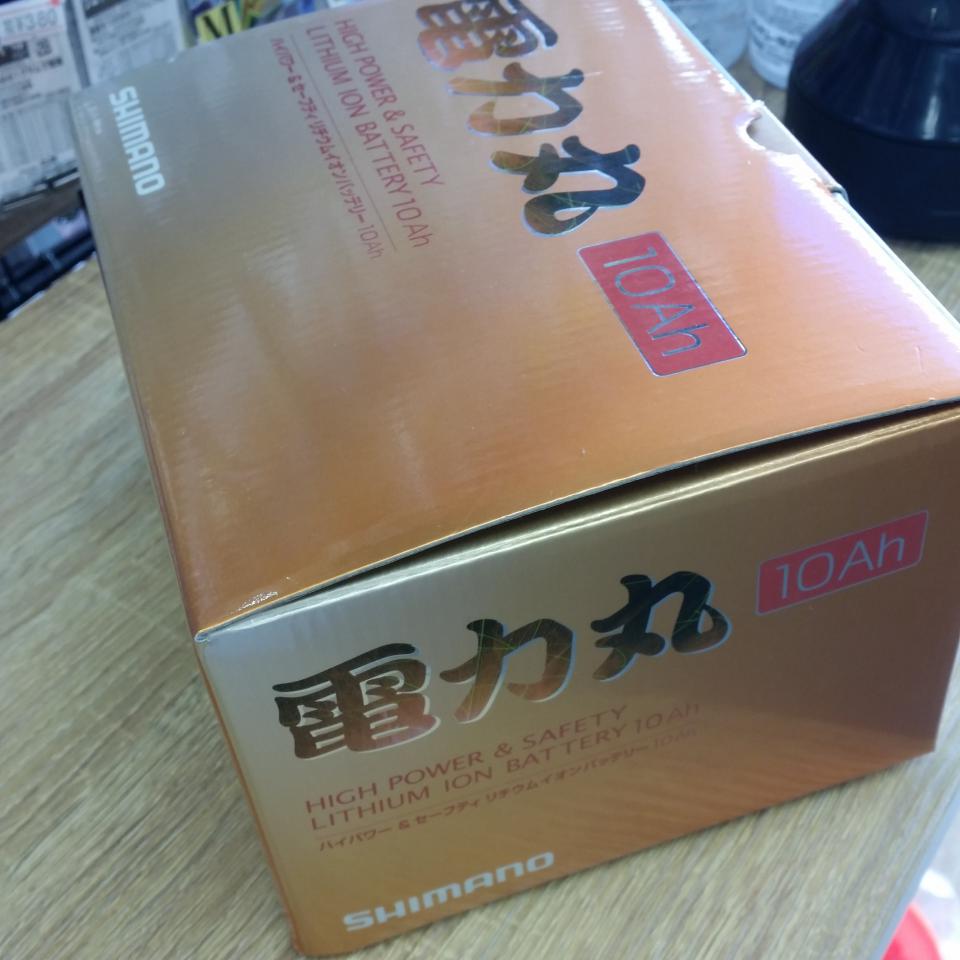 電力丸
10Ah
HIGH POWER & SAFETY
LITHIUM ION BATTERY 10Ah
ハイパワー & セーフティ リチウムイオンバッテリー 10Ah
SHIMANO
電力丸
10Ah
HIGH POWER & SAFETY
LITHIUM ION BATTERY 10Ah
ハイパワー & セーフティ リチウムイオンバッテリー 10Ah
SHIMANO